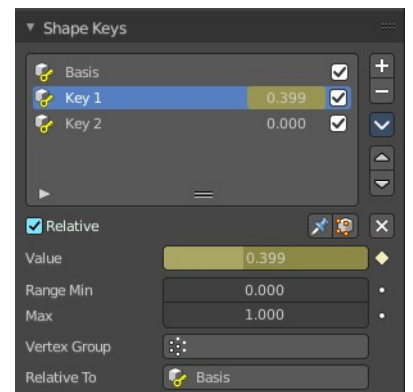 Shape Keys
Basis
Key 1 0.399
Key 2 0.000
Relative
Value 0.399
Range Min 0.000
Max 1.000
Vertex Group
Relative To Basis